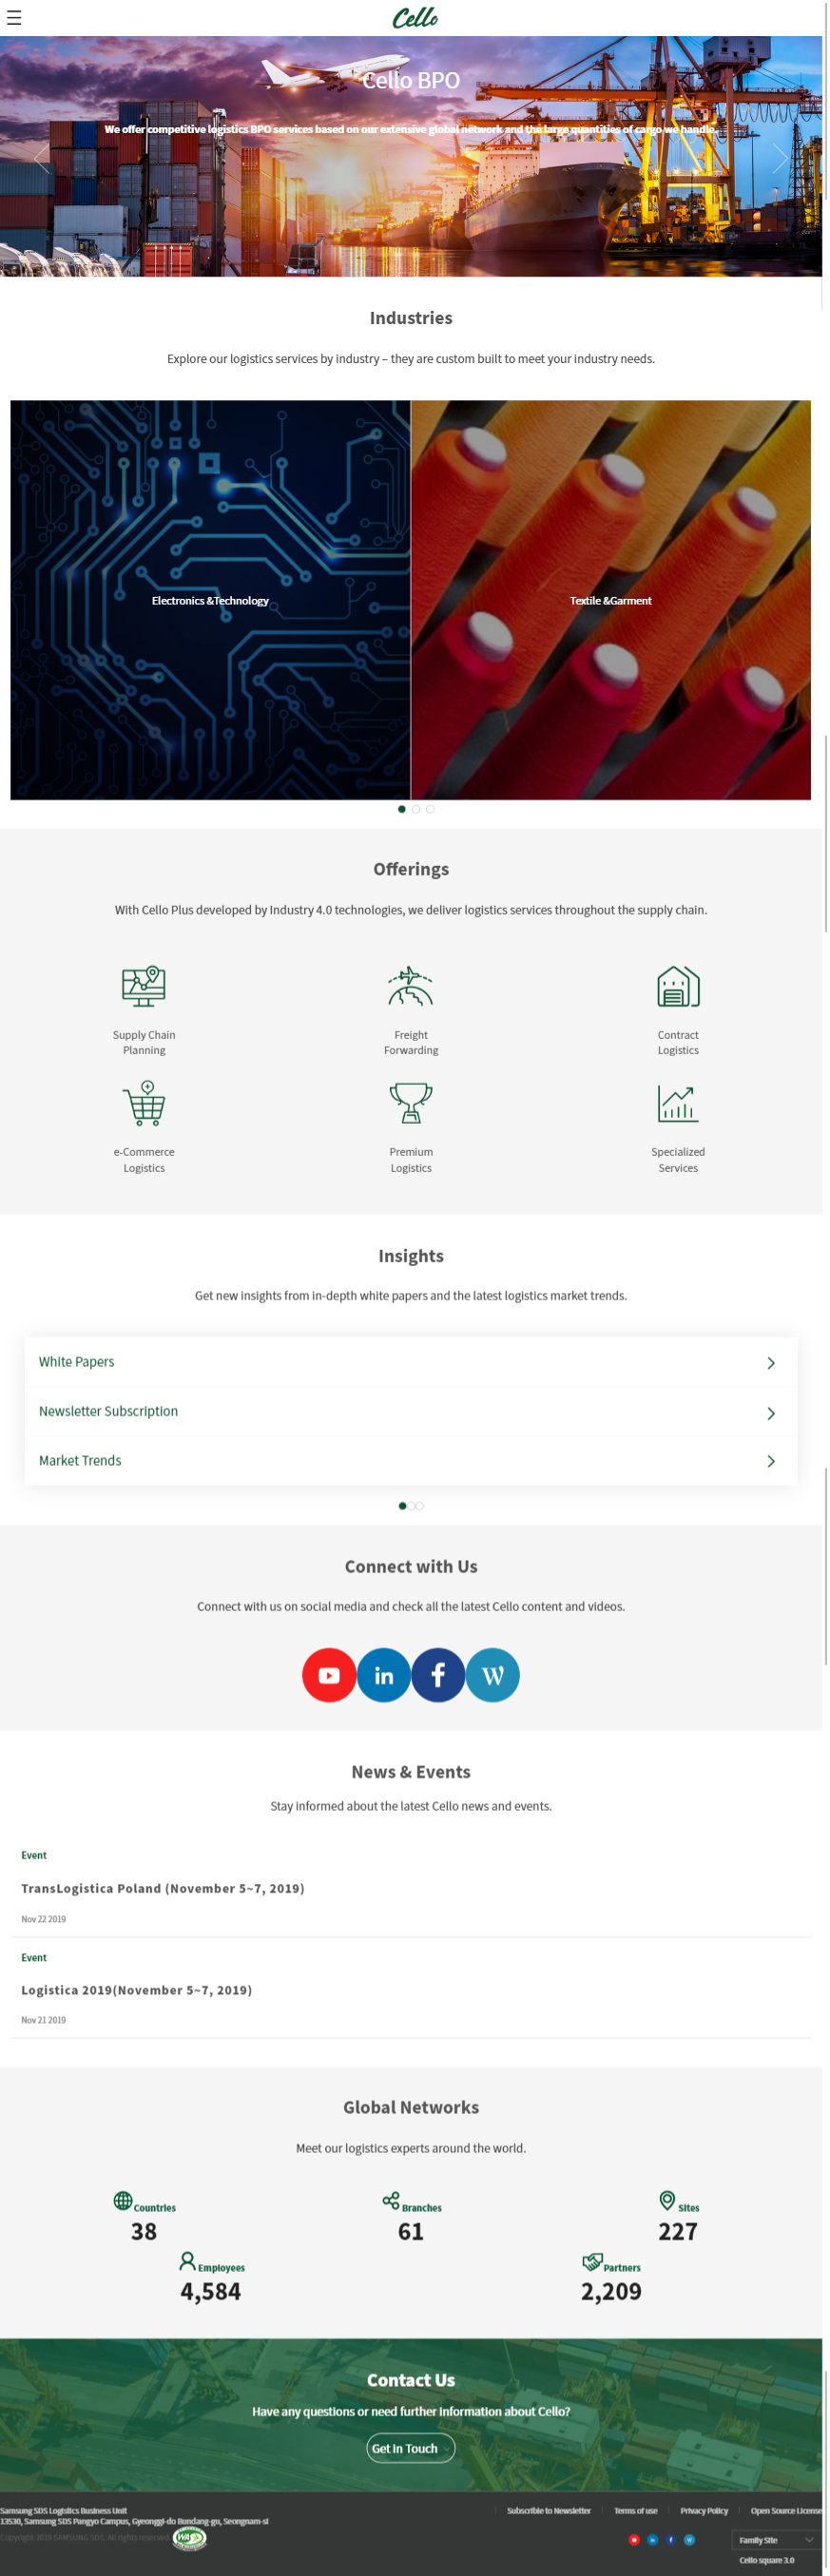 Cello
Cello BPO
We offer competitive logistics BPO services based on our extensive global network and the large quantities of cargo we handle.
Industries
Explore our logistics services by industry – they are custom built to meet your industry needs.
Electronics &Technology
Textile &Garment
Offerings
With Cello Plus developed by Industry 4.0 technologies, we deliver logistics services throughout the supply chain.
Supply Chain
Planning
Freight
Forwarding
Contract
Logistics
e-Commerce
Logistics
Premium
Logistics
Specialized
Services
Insights
Get new insights from in-depth white papers and the latest logistics market trends.
White Papers
Newsletter Subscription
Market Trends
Connect with Us
Connect with us on social media and check all the latest Cello content and videos.
News & Events
Stay informed about the latest Cello news and events.
Event
TransLogistica Poland (November 5~7, 2019)
Nov 22 2019
Event
Logistica 2019(November 5~7, 2019)
Nov 21 2019
Global Networks
Meet our logistics experts around the world.
Countries
38
Branches
61
Sites
227
Employees
4,584
Partners
2,209
Contact Us
Have any questions or need further information about Cello?
Get In Touch
Samsung SDS Logistics Business Unit
13530, Samsung SDS Pangyo Campus, Gyeonggi-do Bundang-gu, Seongnam-si
Copyright 2019 SAMSUNG SDS. All rights reserved.
Subscrible to Newsletter
Terms of use
Privacy Policy
Open Source License
Family Site
Cello square 3.0